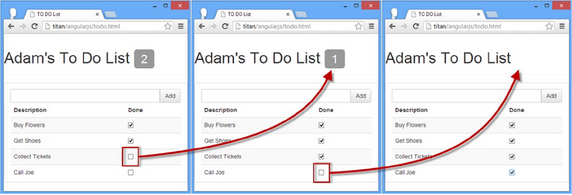 TO DO List
titan/angularjs/todo.html
Adam's To Do List 2
Add
Description Done
Buy Flowers
Get Shoes
Collect Tickets
Call Joe
TO DO List
titan/angularjs/todo.html
Adam's To Do List 1
Add
Description Done
Buy Flowers
Get Shoes
Collect Tickets
Call Joe
TO DO List
titan/angularjs/todo.html
Adam's To Do List
Add
Description Done
Buy Flowers
Get Shoes
Collect Tickets
Call Joe